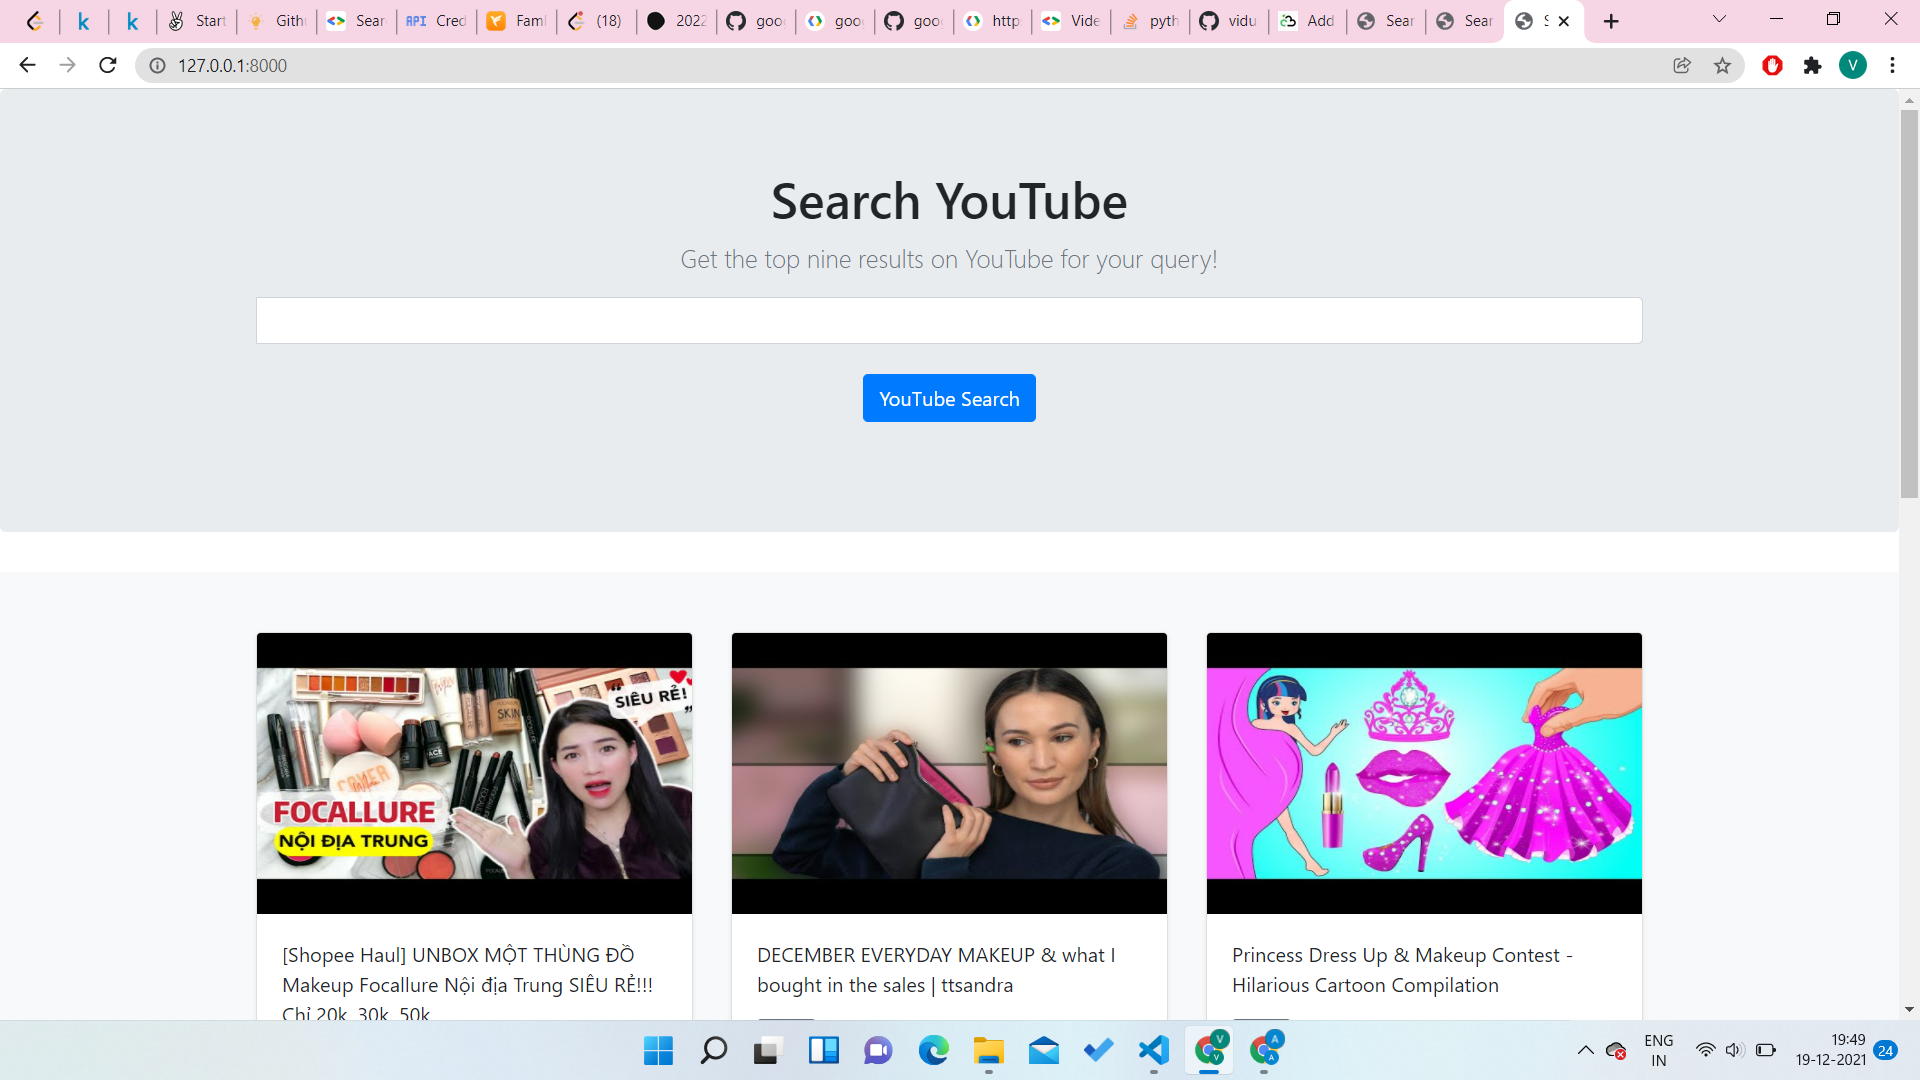 Start
Gith
Sear
API Cred
Faml
(18)
2022
goo
goo
goo
http
Vide
pyth
vidu
Add
Sear
Sear
S
127.0.0.1:8000
V
Search YouTube
Get the top nine results on YouTube for your query!
YouTube Search
SIÊU RẺ!
SKIN
FOCALLURE
NỘI ĐỊA TRUNG
[Shopee Haul] UNBOX MỘT THÙNG ĐỒ
Makeup Focallure Nội địa Trung SIÊU RẺ!!!
Chỉ 20k, 30k, 50k
DECEMBER EVERYDAY MAKEUP & what I
bought in the sales | ttsandra
Princess Dress Up & Makeup Contest -
Hilarious Cartoon Compilation
V
V
A
A
ENG
IN
19:49
19-12-2021
24